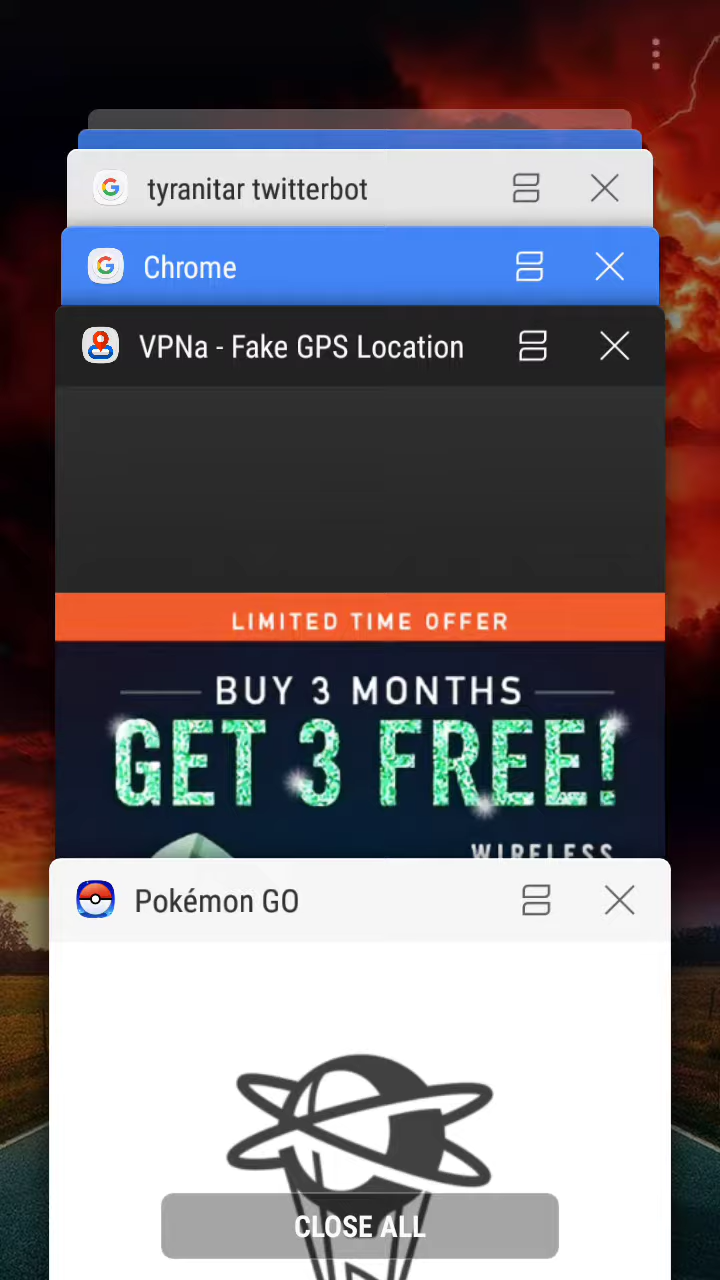 tyranitar twitterbot
Chrome
VPNa - Fake GPS Location
LIMITED TIME OFFER
BUY 3 MONTHS
GET 3 FREE!
WIRELESS
Pokémon GO
CLOSE ALL